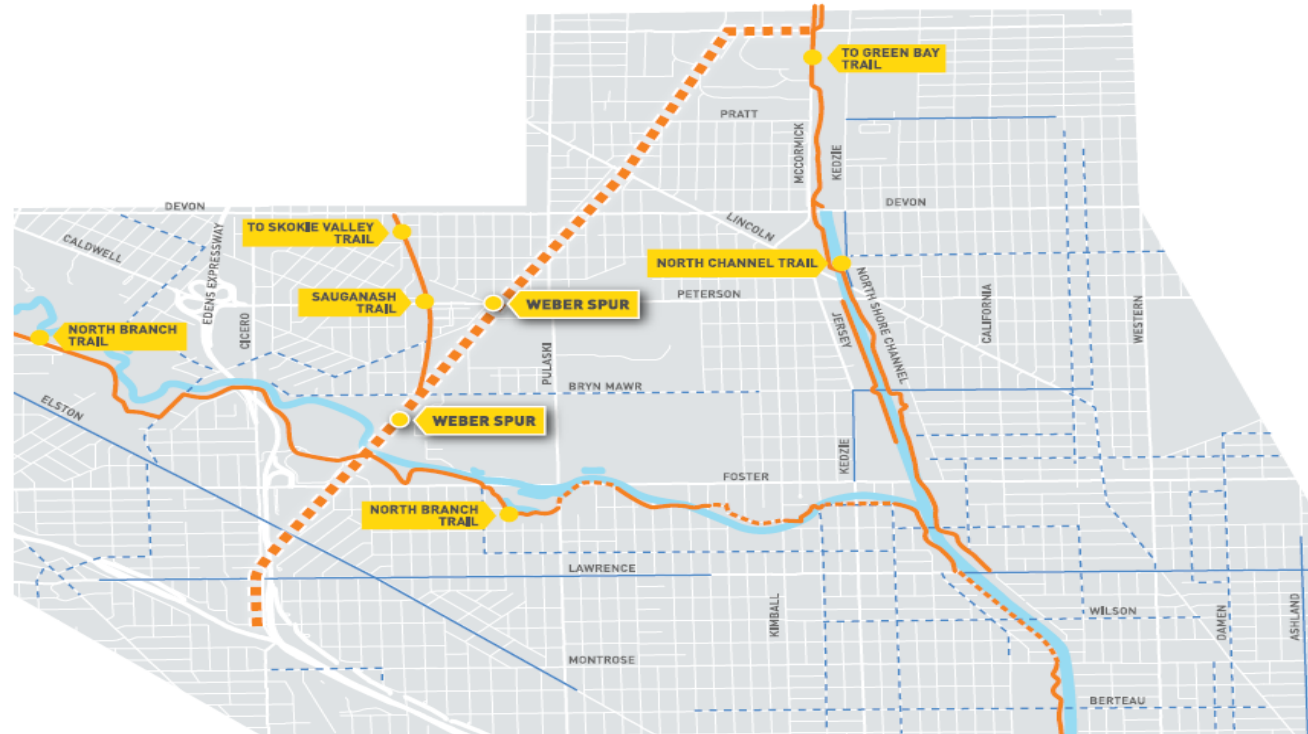 TO GREEN BAY
TRAIL
PRATT
MCCORMICK
KEDZIE
DEVON
DEVON
LINCOLN
CALDWELL
EDENS EXPRESSWAY
TO SKOKIE VALLEY
TRAIL
NORTH CHANNEL TRAIL
SAUGANASH
TRAIL
WEBER SPUR
PETERSON
NORTH SHORE CHANNEL
JERSEY
CALIFORNIA
WESTERN
CICERO
NORTH BRANCH
TRAIL
PULASKI
BRYN MAWR
ELSTON
WEBER SPUR
KEDZIE
FOSTER
NORTH BRANCH
TRAIL
LAWRENCE
KIMBALL
WILSON
DAMEN
ASHLAND
MONTROSE
BERTEAU